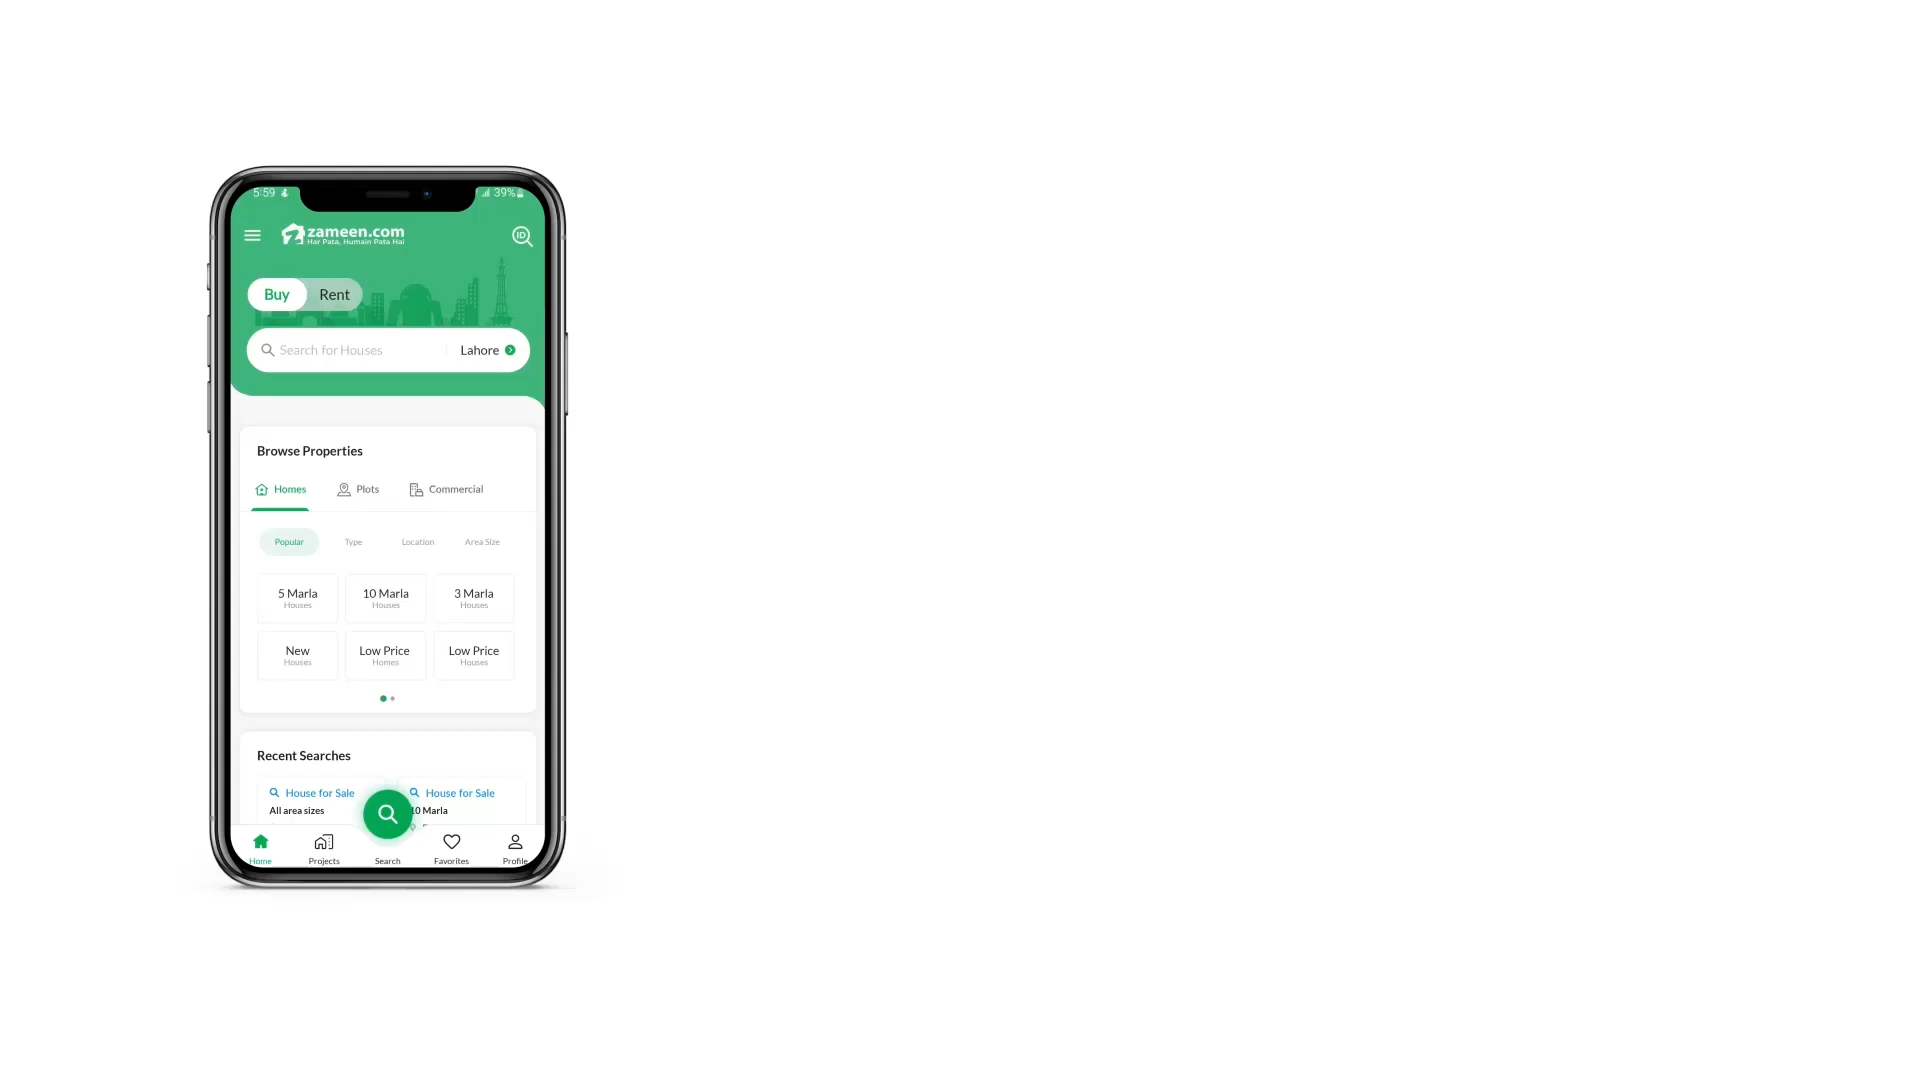 5:59
39%
zameen.com
Har Pata, Humain Pata Hai
ID
Buy Rent
Search for Houses Lahore
Browse Properties
Homes Plots Commercial
Popular Type Location Area Size
5 Marla 10 Marla 3 Marla
Houses Houses Houses
New Low Price Low Price
Houses Homes Houses
Recent Searches
House for Sale House for Sale
All area sizes 10 Marla
Home Projects Search Favorites Profile